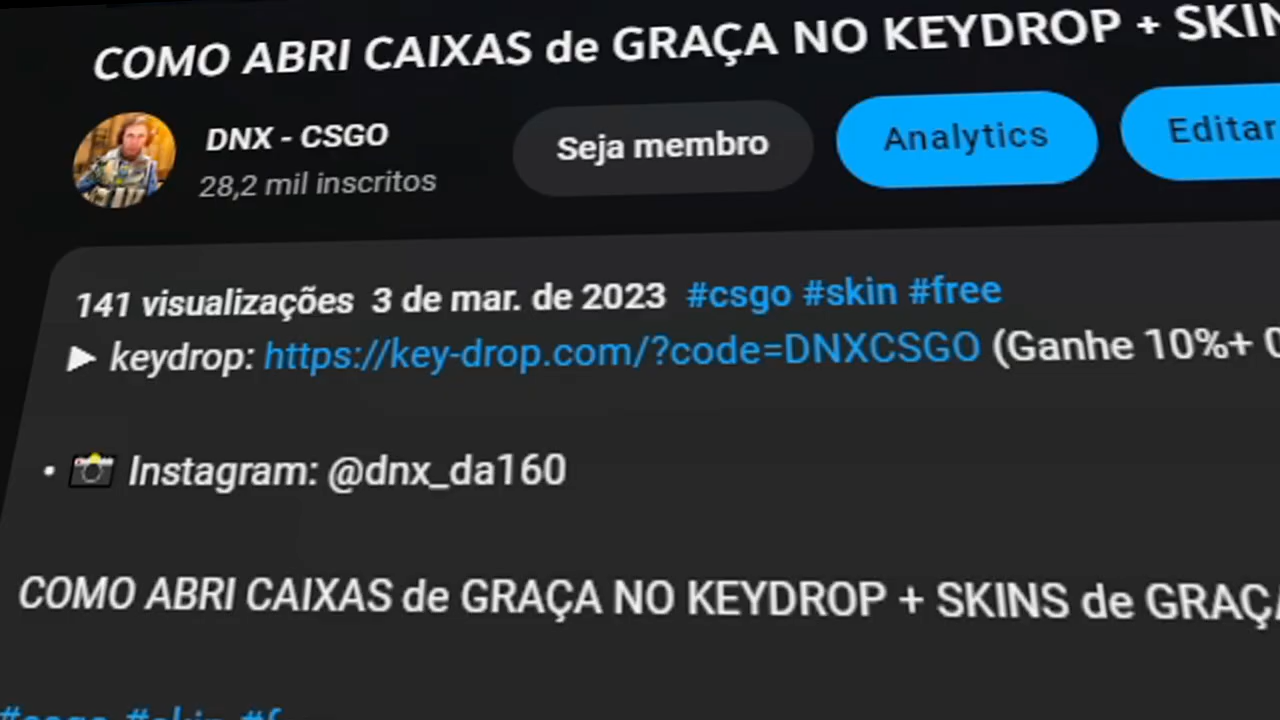 COMO ABRI CAIXAS de GRAÇA NO KEYDROP + SKIN
DNX - CSGO
28,2 mil inscritos
Seja membro
Analytics
Editar
141 visualizações 3 de mar. de 2023 #csgo #skin #free
► keydrop: https://key-drop.com/?code=DNXCSGO (Ganhe 10%+
• 📷 Instagram: @dnx_da160
COMO ABRI CAIXAS de GRAÇA NO KEYDROP + SKINS de GRAÇA
#csgo #skin #f